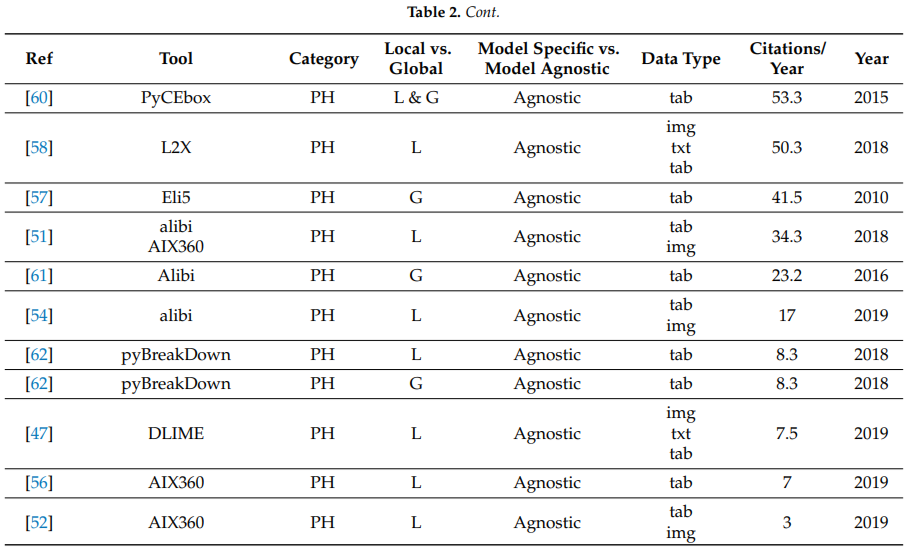 Table 2. Cont.
Ref Tool Category Local vs. Global Model Specific vs. Model Agnostic Data Type Citations/ Year Year
[60] PyCEbox PH L & G Agnostic tab 53.3 2015
[58] L2X PH L Agnostic img txt tab 50.3 2018
[57] Eli5 PH G Agnostic tab 41.5 2010
[51] alibi AIX360 PH L Agnostic tab img 34.3 2018
[61] Alibi PH G Agnostic tab 23.2 2016
[54] alibi PH L Agnostic tab img 17 2019
[62] pyBreakDown PH L Agnostic tab 8.3 2018
[62] pyBreakDown PH G Agnostic tab 8.3 2018
[47] DLIME PH L Agnostic img txt tab 7.5 2019
[56] AIX360 PH L Agnostic tab 7 2019
[52] AIX360 PH L Agnostic tab img 3 2019